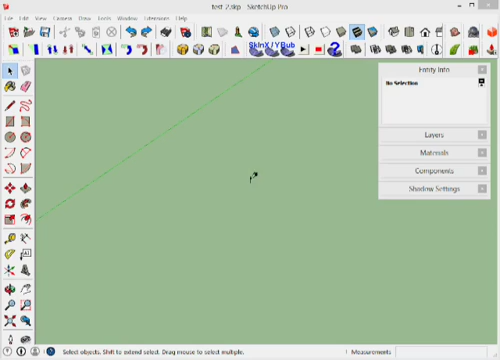 test 2.skp - SketchUp Pro
File Edit View Camera Draw Tools Window Extensions Help
SkinX / YBub
Entity Info
No Selection
Layers
Materials
Components
Shadow Settings
Select objects. Shift to extend select. Drag mouse to select multiple.
Measurements